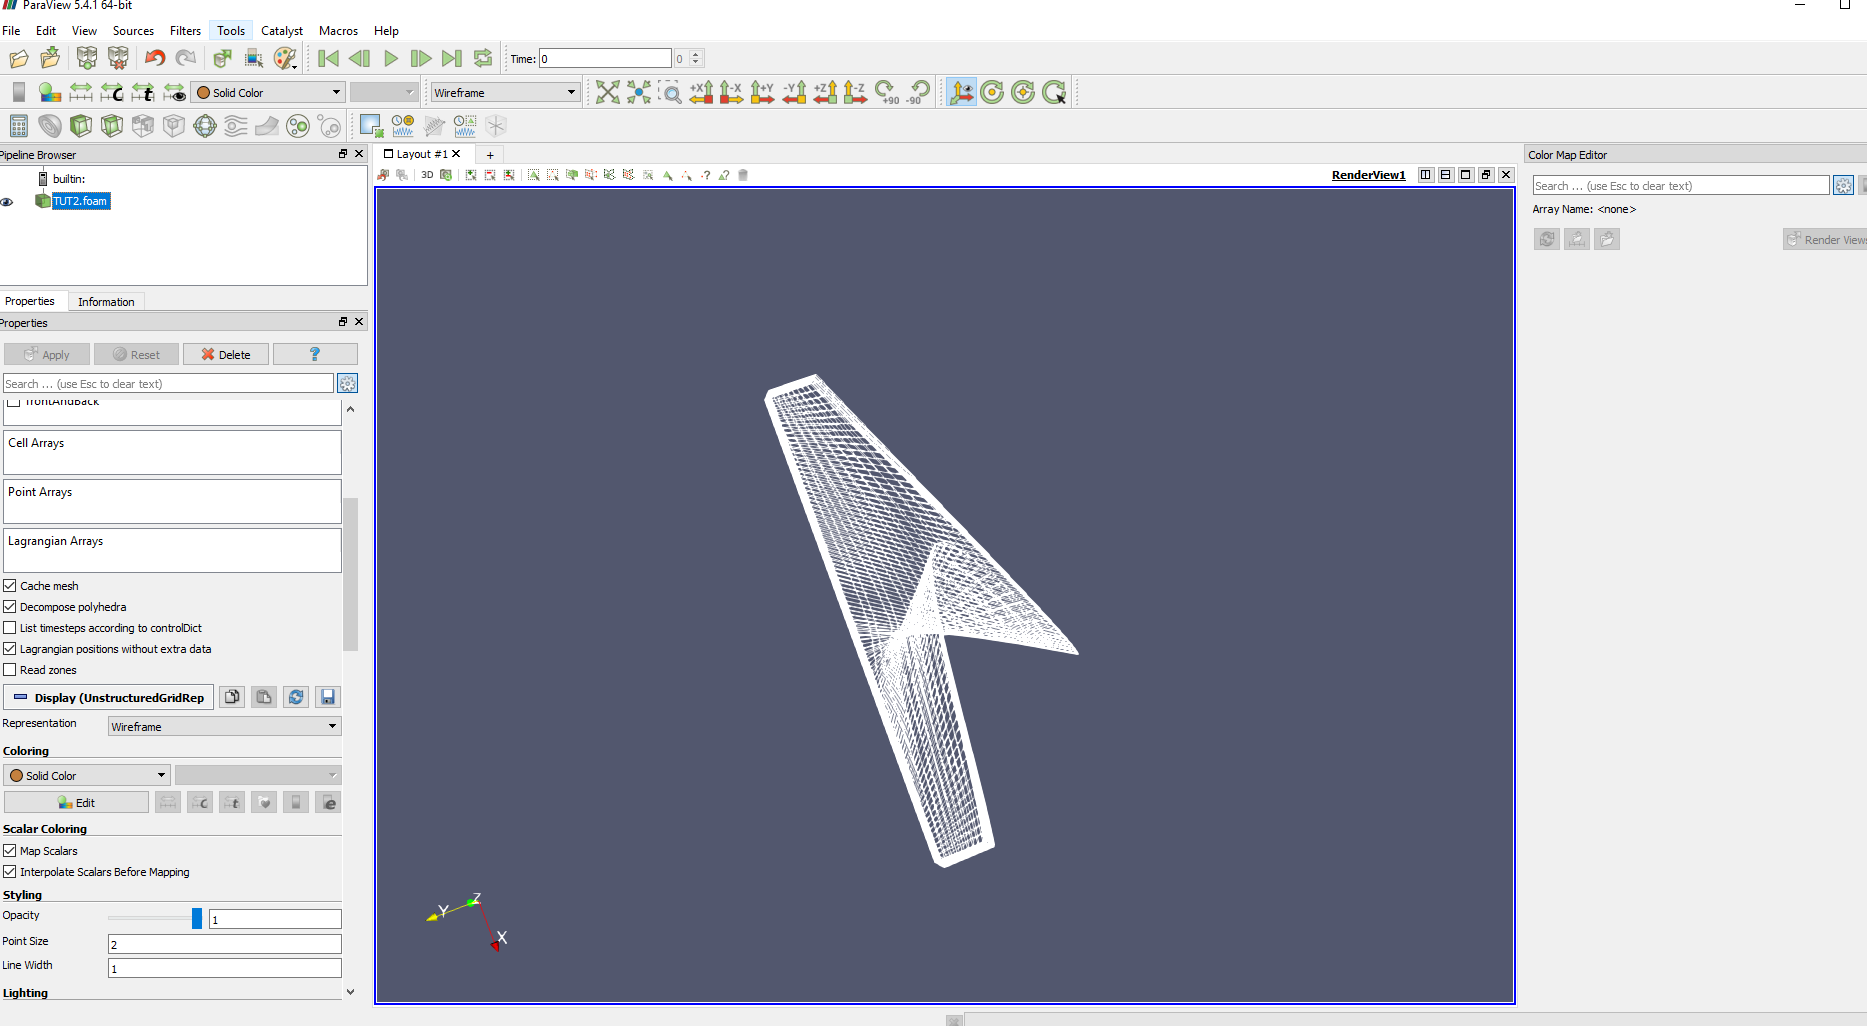 ParaView 5.4.1 64-bit
File Edit View Sources Filters Tools Catalyst Macros Help
Time: 0 0
Solid Color Wireframe +X -X +Y -Y +Z -Z +90 -90
Pipeline Browser
Layout #1
Color Map Editor
builtin:
3D
RenderView1
Search ... (use Esc to clear text)
TUT2.foam
Array Name: <none>
Render Views
Properties Information
Properties
Apply Reset Delete ?
Search ... (use Esc to clear text)
frontAndBack
Cell Arrays
Point Arrays
Lagrangian Arrays
Cache mesh
Decompose polyhedra
List timesteps according to controlDict
Lagrangian positions without extra data
Read zones
Display (UnstructuredGridRep
Representation Wireframe
Coloring
Solid Color
Edit
Scalar Coloring
Map Scalars
Interpolate Scalars Before Mapping
Styling
Opacity 1
Point Size 2
Line Width 1
Lighting
Z
Y
X